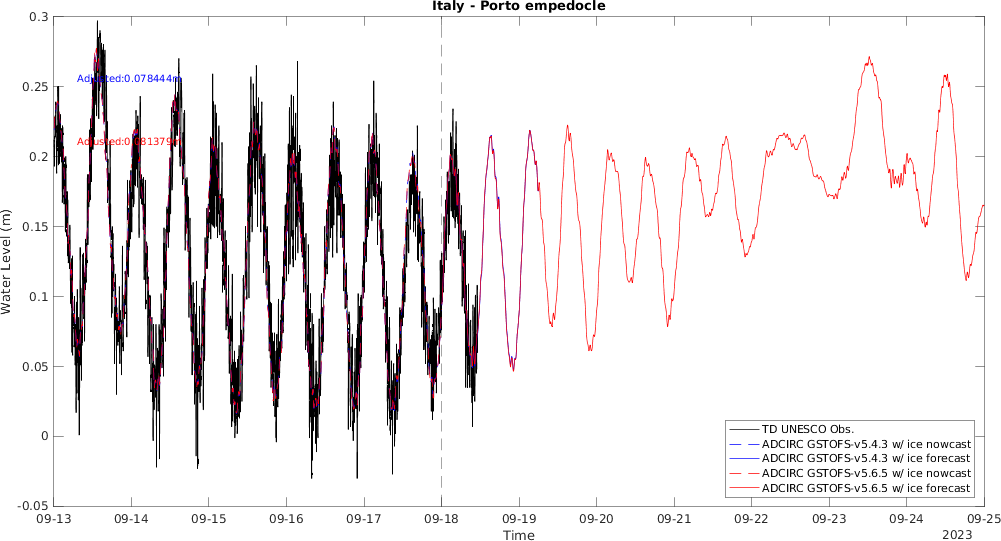 Italy - Porto empedocle
0.3
0.25
0.2
0.15
0.1
0.05
0
-0.05
Water Level (m)
Adjusted:0.078444m
Adjusted:0.081379m
TD UNESCO Obs.
ADCIRC GSTOFS-v5.4.3 w/ ice nowcast
ADCIRC GSTOFS-v5.4.3 w/ ice forecast
ADCIRC GSTOFS-v5.6.5 w/ ice nowcast
ADCIRC GSTOFS-v5.6.5 w/ ice forecast
09-13 09-14 09-15 09-16 09-17 09-18 09-19 09-20 09-21 09-22 09-23 09-24 09-25
Time
2023